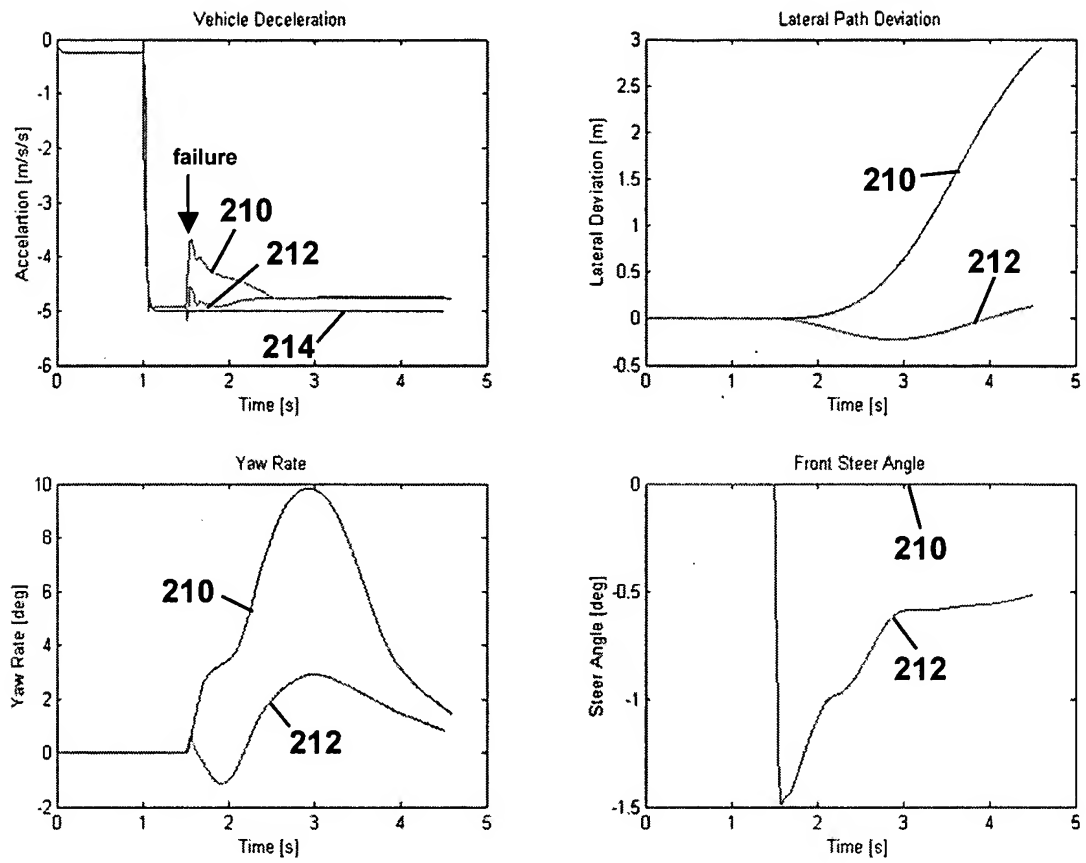 Vehicle Deceleration
0
-1
-2
-3
-4
-5
-6
Accelartion [m/s/s]
failure
210
212
214
0 1 2 3 4 5
Time [s]
Lateral Path Deviation
3
2.5
2
1.5
1
0.5
0
-0.5
Lateral Deviation [m]
210
212
0 1 2 3 4 5
Time [s]
Yaw Rate
10
8
6
4
2
0
-2
Yaw Rate [deg]
210
212
0 1 2 3 4 5
Time [s]
Front Steer Angle
0
-0.5
-1
-1.5
Steer Angle [deg]
210
212
0 1 2 3 4 5
Time [s]